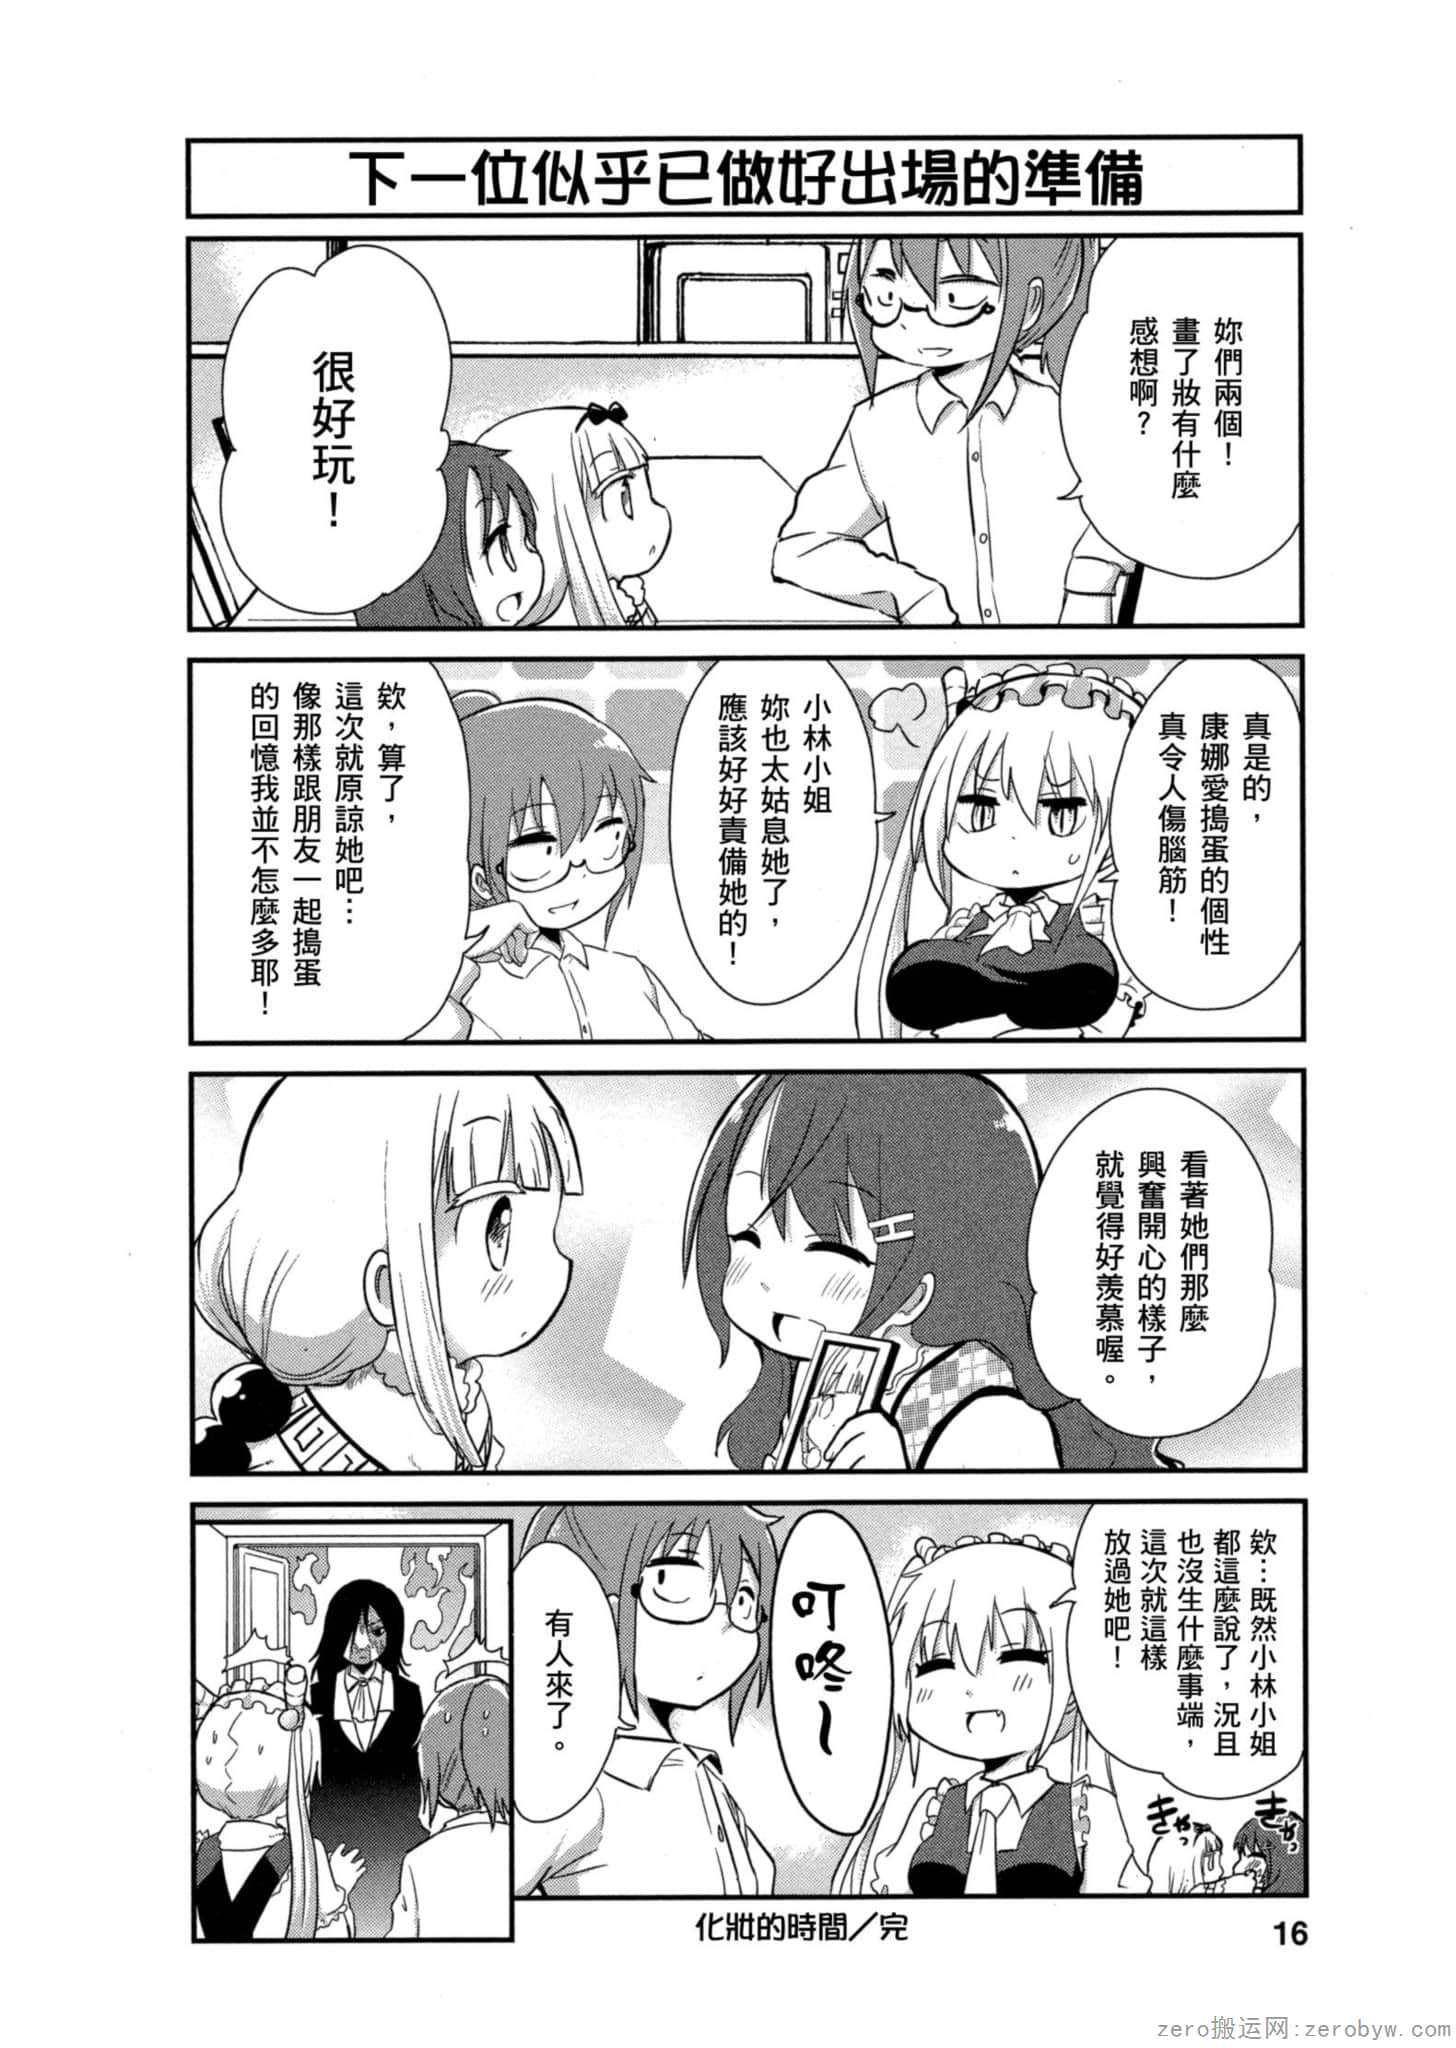 下一位似乎已做好出場的準備
妳們兩個！
畫了妝有什麼
感想啊？
很好玩！
真是的，
康娜愛搗蛋的個性
真令人傷腦筋！
小林小姐
妳也太姑息她了，
應該好好責備她的！
欸，算了，
這次就原諒她吧…
像那樣跟朋友一起搗蛋
的回憶我並不怎麼多耶！
看著她們那麼
興奮開心的樣子，
就覺得好羨慕喔。
欸…既然小林小姐
都這麼說了，況且
也沒生什麼事端，
這次就這樣
放過她吧！
きゃっ
きゃっ
叮咚～
有人來了。
化妝的時間／完
16
zero搬运网:zerobyw.com